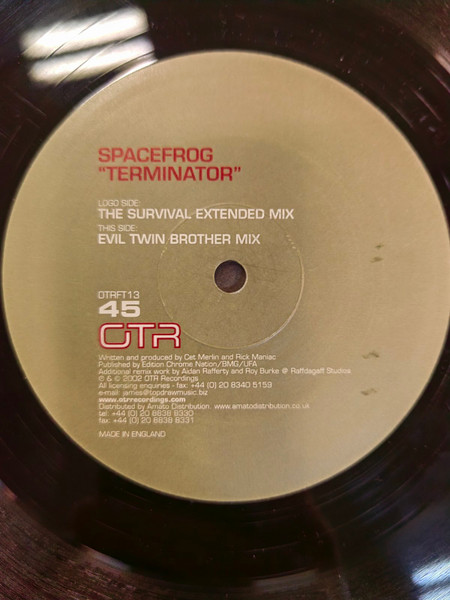 SPACEFROG
"TERMINATOR"
LOGO SIDE:
THE SURVIVAL EXTENDED MIX
THIS SIDE:
EVIL TWIN BROTHER MIX
OTRFT13
45
OTR
Written and produced by Cet Merlin and Rick Maniac
Published by Edition Chrome Nation/BMG/UFA
Additional remix work by Aidan Rafferty and Roy Burke @ Raffdagaff Studios
℗ & © 2002 OTR Recordings
All licensing enquiries - fax: +44 (0) 20 8340 5159
e-mail: james@topdrawmusic.biz
www.otrrecordings.com
Distributed by Amato Distribution. www.amatodistribution.co.uk
tel: +44 (0) 20 8838 8330
fax: +44 (0) 20 8838 8331
MADE IN ENGLAND